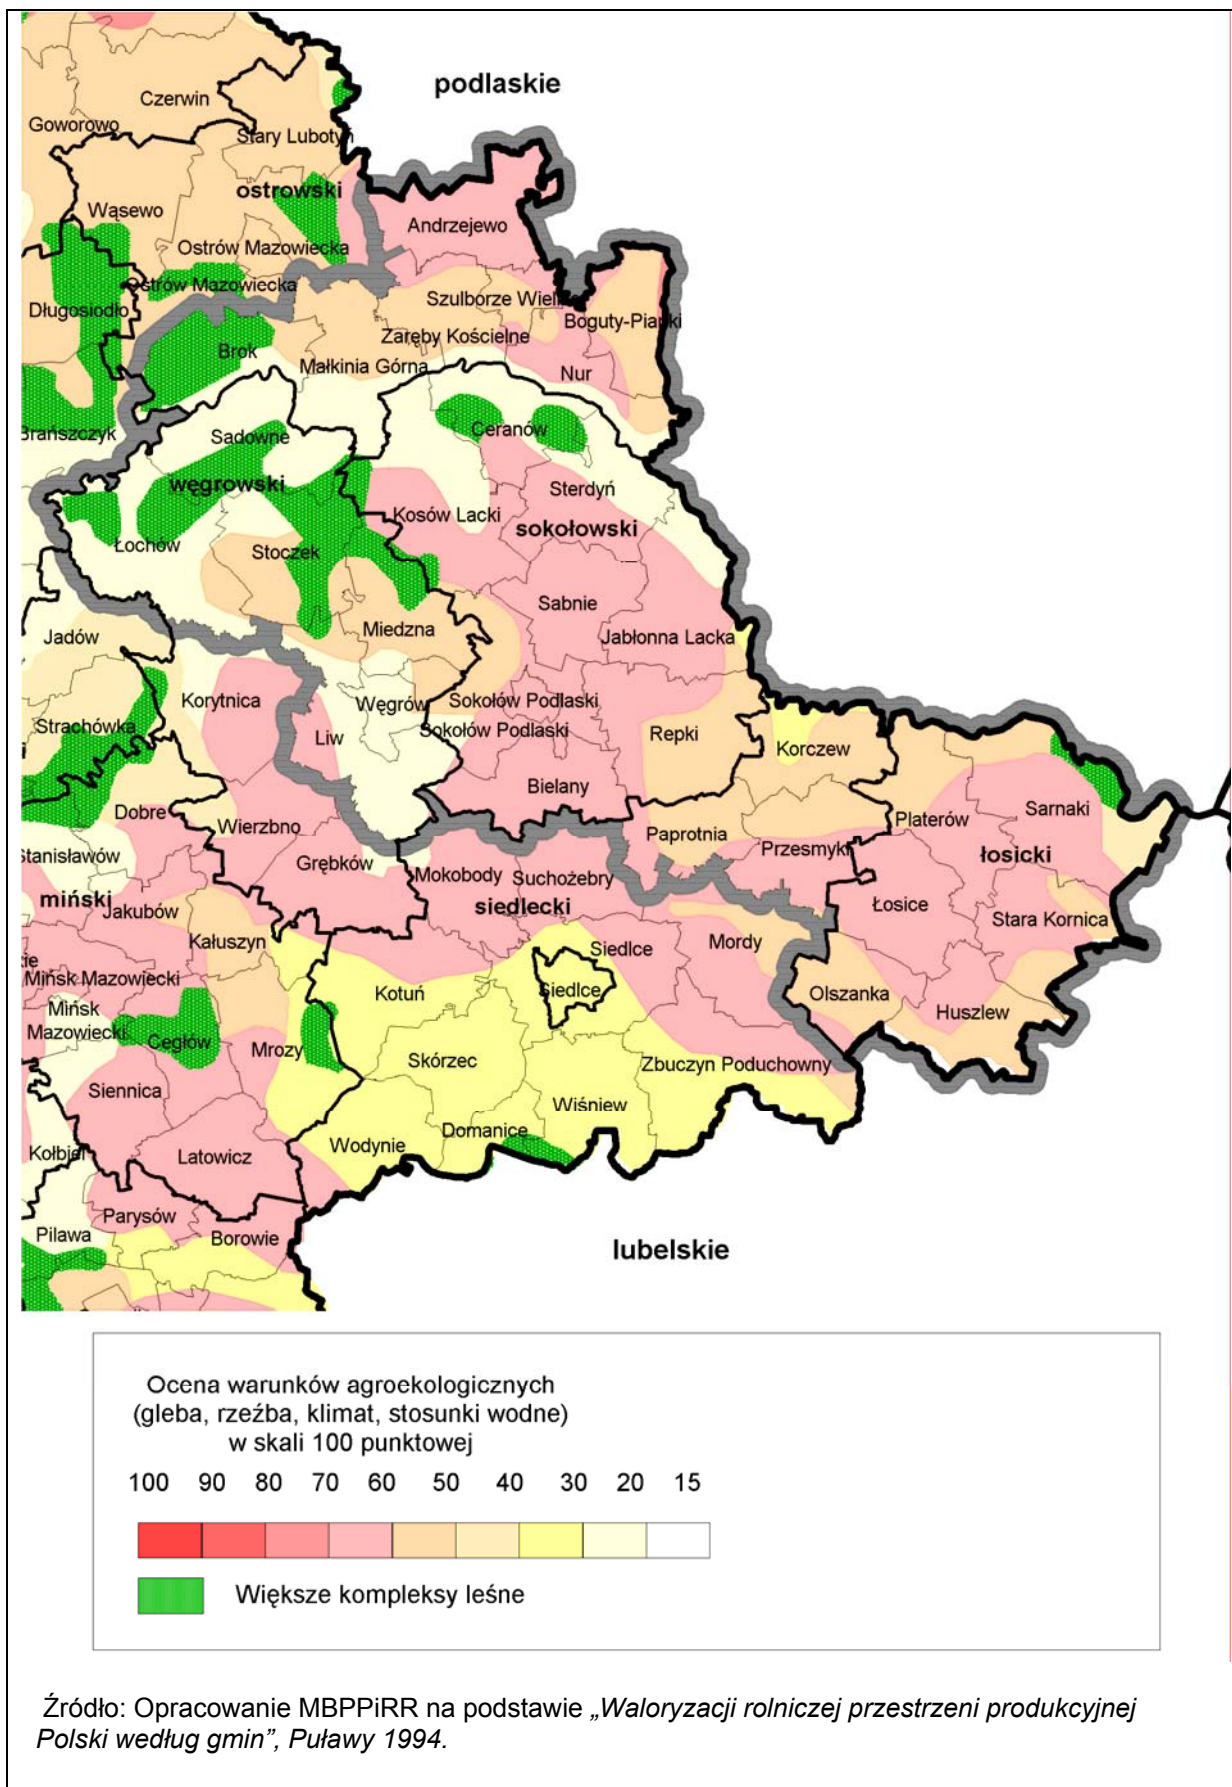 podlaskie
Czerwin
Goworowo
Stary Lubotyń
ostrowski
Wąsewo
Andrzejewo
Ostrów Mazowiecka
Ostrów Mazowiecka
Długosiodło
Szulborze Wielkie
Boguty-Pianki
Zaręby Kościelne
Brok
Małkinia Górna
Nur
Brańszczyk
Sadowne
Ceranów
węgrowski
Sterdyń
Kosów Lacki
sokołowski
Łochów
Stoczek
Sabnie
Miedzna
Jabłonna Lacka
Jadów
Korytnica
Węgrów
Sokołów Podlaski
Strachówka
Liw
Sokołów Podlaski
Repki
Korczew
Bielany
Dobre
Wierzbno
Paprotnia
Platerów
Sarnaki
Stanisławów
Grębków
Przesmyki
łosicki
Mokobody
Suchożebry
miński
Jakubów
siedlecki
Łosice
Stara Kornica
Kałuszyn
Siedlce
Mordy
Mińsk Mazowiecki
Kotuń
Siedlce
Olszanka
Mińsk
Mazowiecki
Huszlew
Cegłów
Mrozy
Skórzec
Zbuczyn Poduchowny
Siennica
Wiśniew
Domanice
Kołbiel
Latowicz
Wodynie
Parysów
Pilawa
Borowie
lubelskie
Ocena warunków agroekologicznych
(gleba, rzeźba, klimat, stosunki wodne)
w skali 100 punktowej
100 90 80 70 60 50 40 30 20 15
Większe kompleksy leśne
Źródło: Opracowanie MBPPiRR na podstawie „Waloryzacji rolniczej przestrzeni produkcyjnej
Polski według gmin”, Puławy 1994.